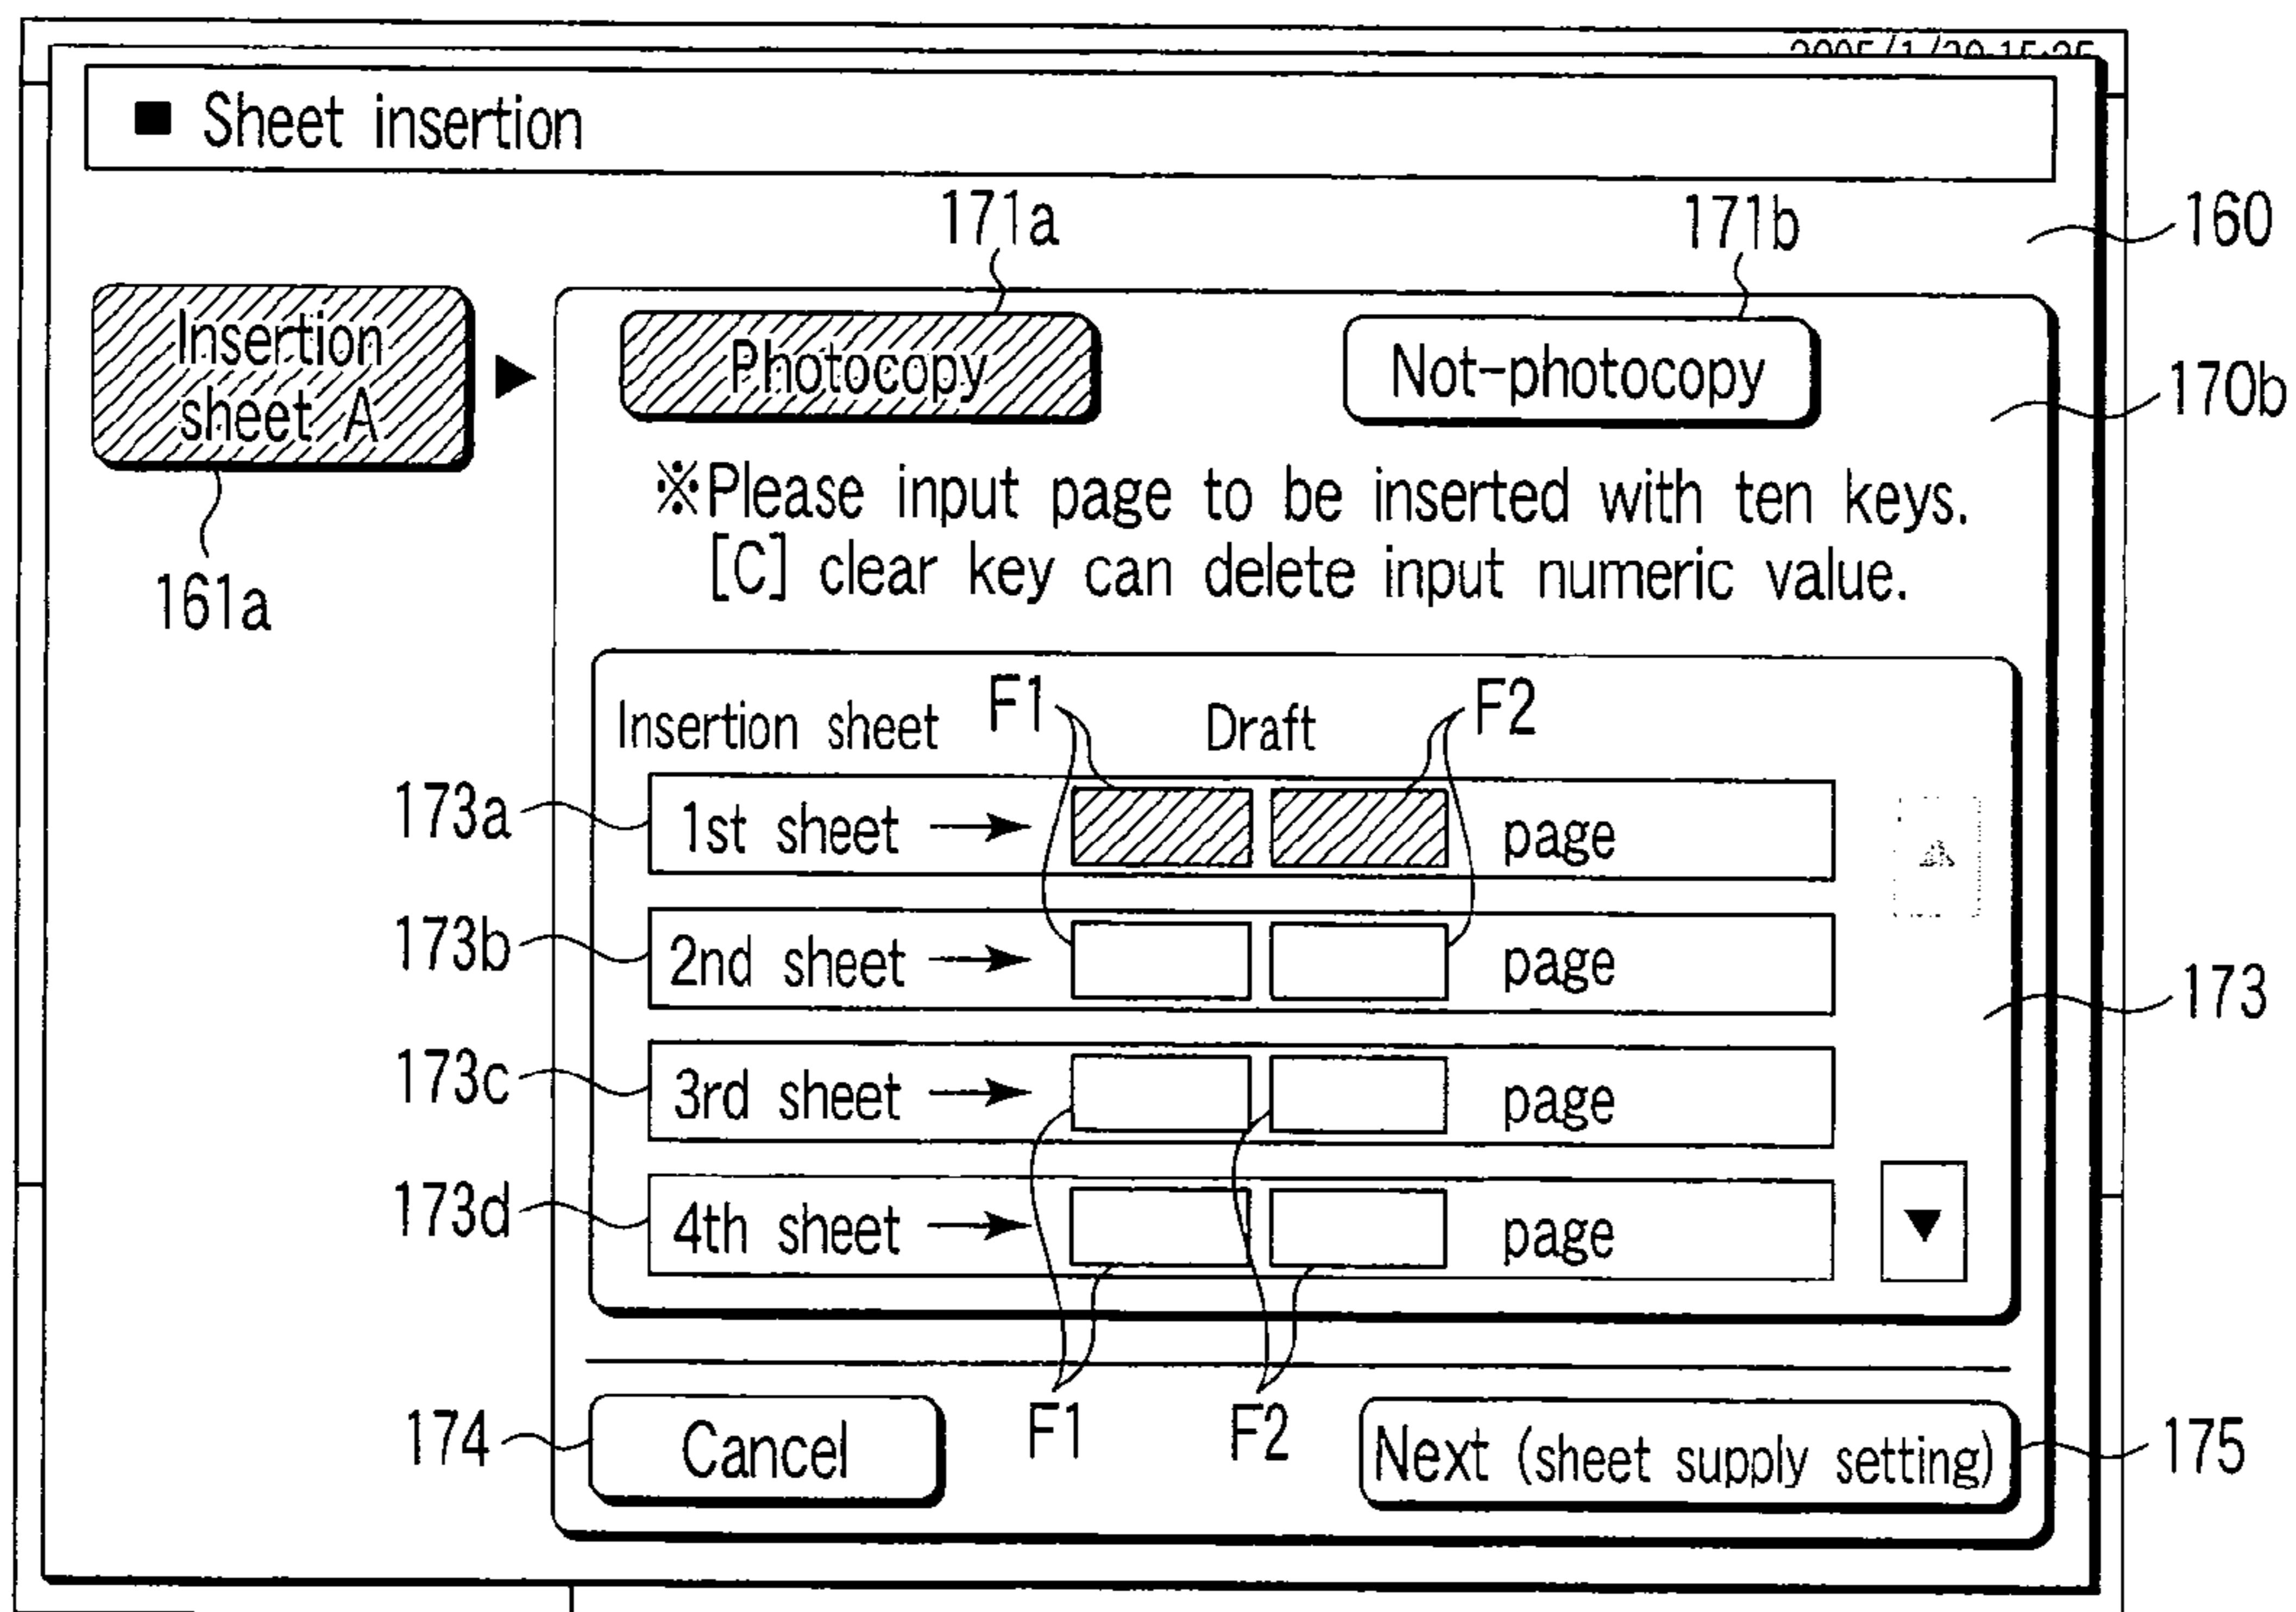 ■ Sheet insertion
171a
171b
160
Insertion
sheet A
▶
Photocopy
Not-photocopy
170b
※Please input page to be inserted with ten keys.
[C] clear key can delete input numeric value.
161a
Insertion sheet
F1
Draft
F2
173a
1st sheet → page
173b
2nd sheet → page
173
173c
3rd sheet → page
173d
4th sheet → page
▼
174
Cancel
F1
F2
Next (sheet supply setting)
175